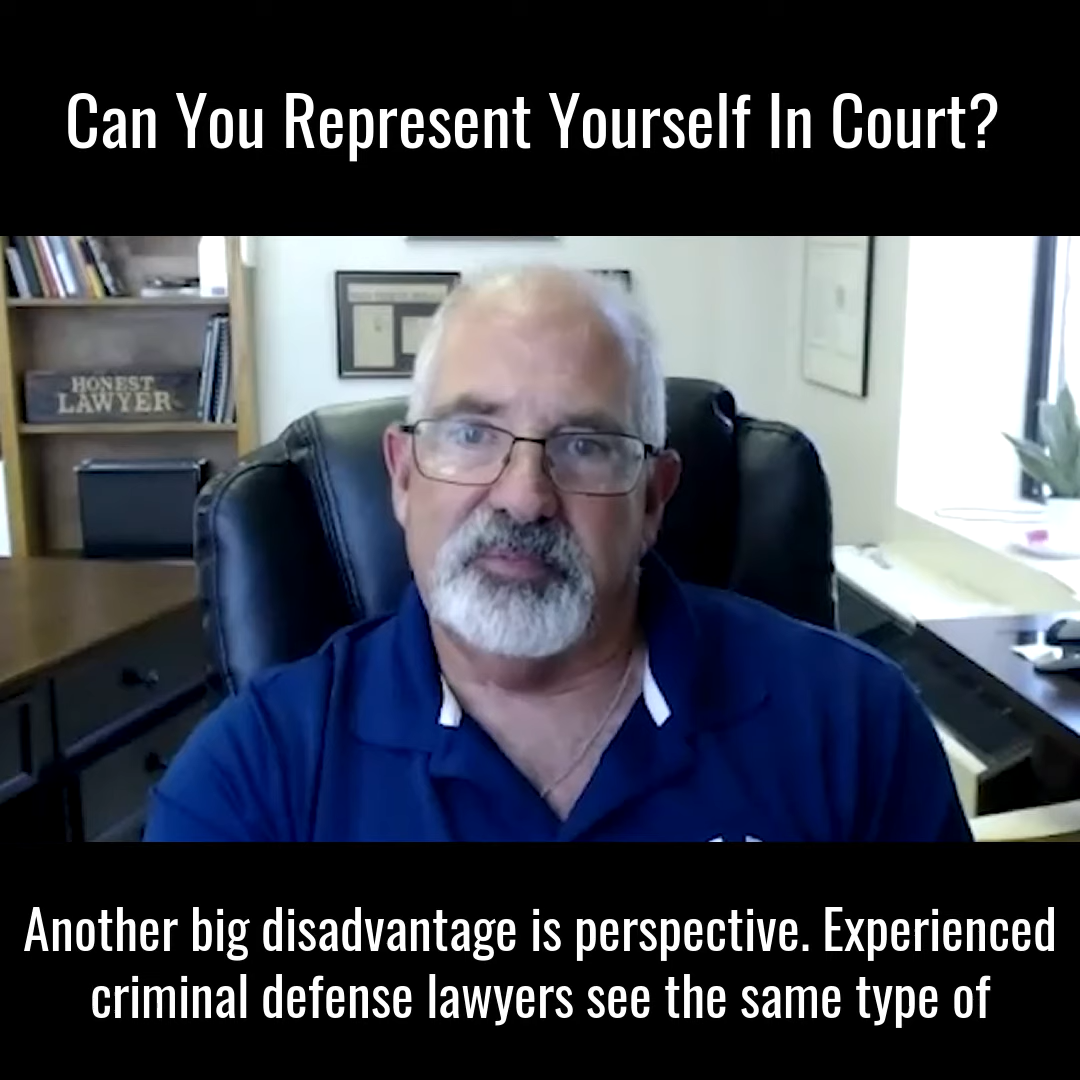 Can You Represent Yourself In Court?
HONEST
LAWYER
Another big disadvantage is perspective. Experienced
criminal defense lawyers see the same type of